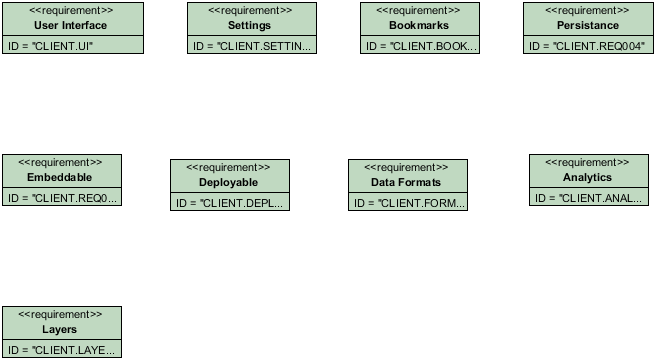 <<requirement>>
User Interface
ID = "CLIENT.UI"
<<requirement>>
Settings
ID = "CLIENT.SETTIN...
<<requirement>>
Bookmarks
ID = "CLIENT.BOOK...
<<requirement>>
Persistance
ID = "CLIENT.REQ004"
<<requirement>>
Embeddable
ID = "CLIENT.REQ0...
<<requirement>>
Deployable
ID = "CLIENT.DEPL...
<<requirement>>
Data Formats
ID = "CLIENT.FORM...
<<requirement>>
Analytics
ID = "CLIENT.ANAL...
<<requirement>>
Layers
ID = "CLIENT.LAYE...